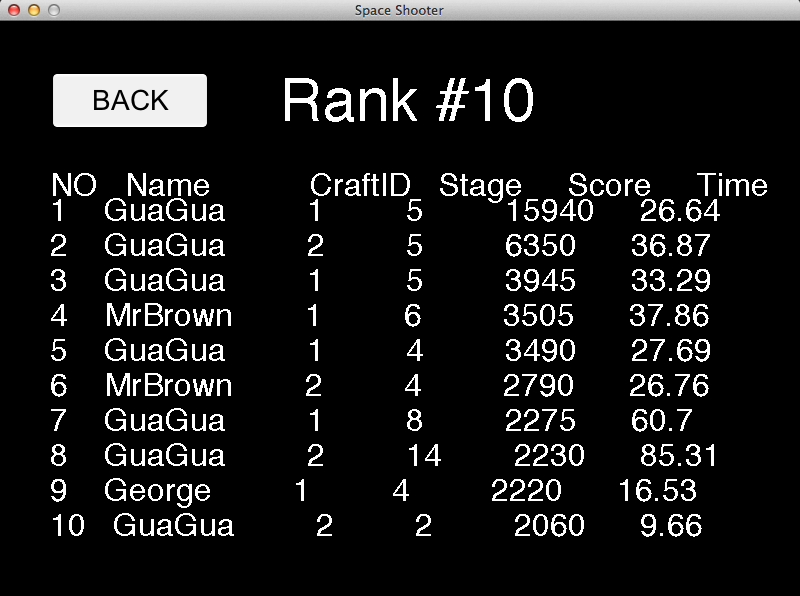 Space Shooter
BACK
Rank #10
NO Name CraftID Stage Score Time
1 GuaGua 1 5 15940 26.64
2 GuaGua 2 5 6350 36.87
3 GuaGua 1 5 3945 33.29
4 MrBrown 1 6 3505 37.86
5 GuaGua 1 4 3490 27.69
6 MrBrown 2 4 2790 26.76
7 GuaGua 1 8 2275 60.7
8 GuaGua 2 14 2230 85.31
9 George 1 4 2220 16.53
10 GuaGua 2 2 2060 9.66